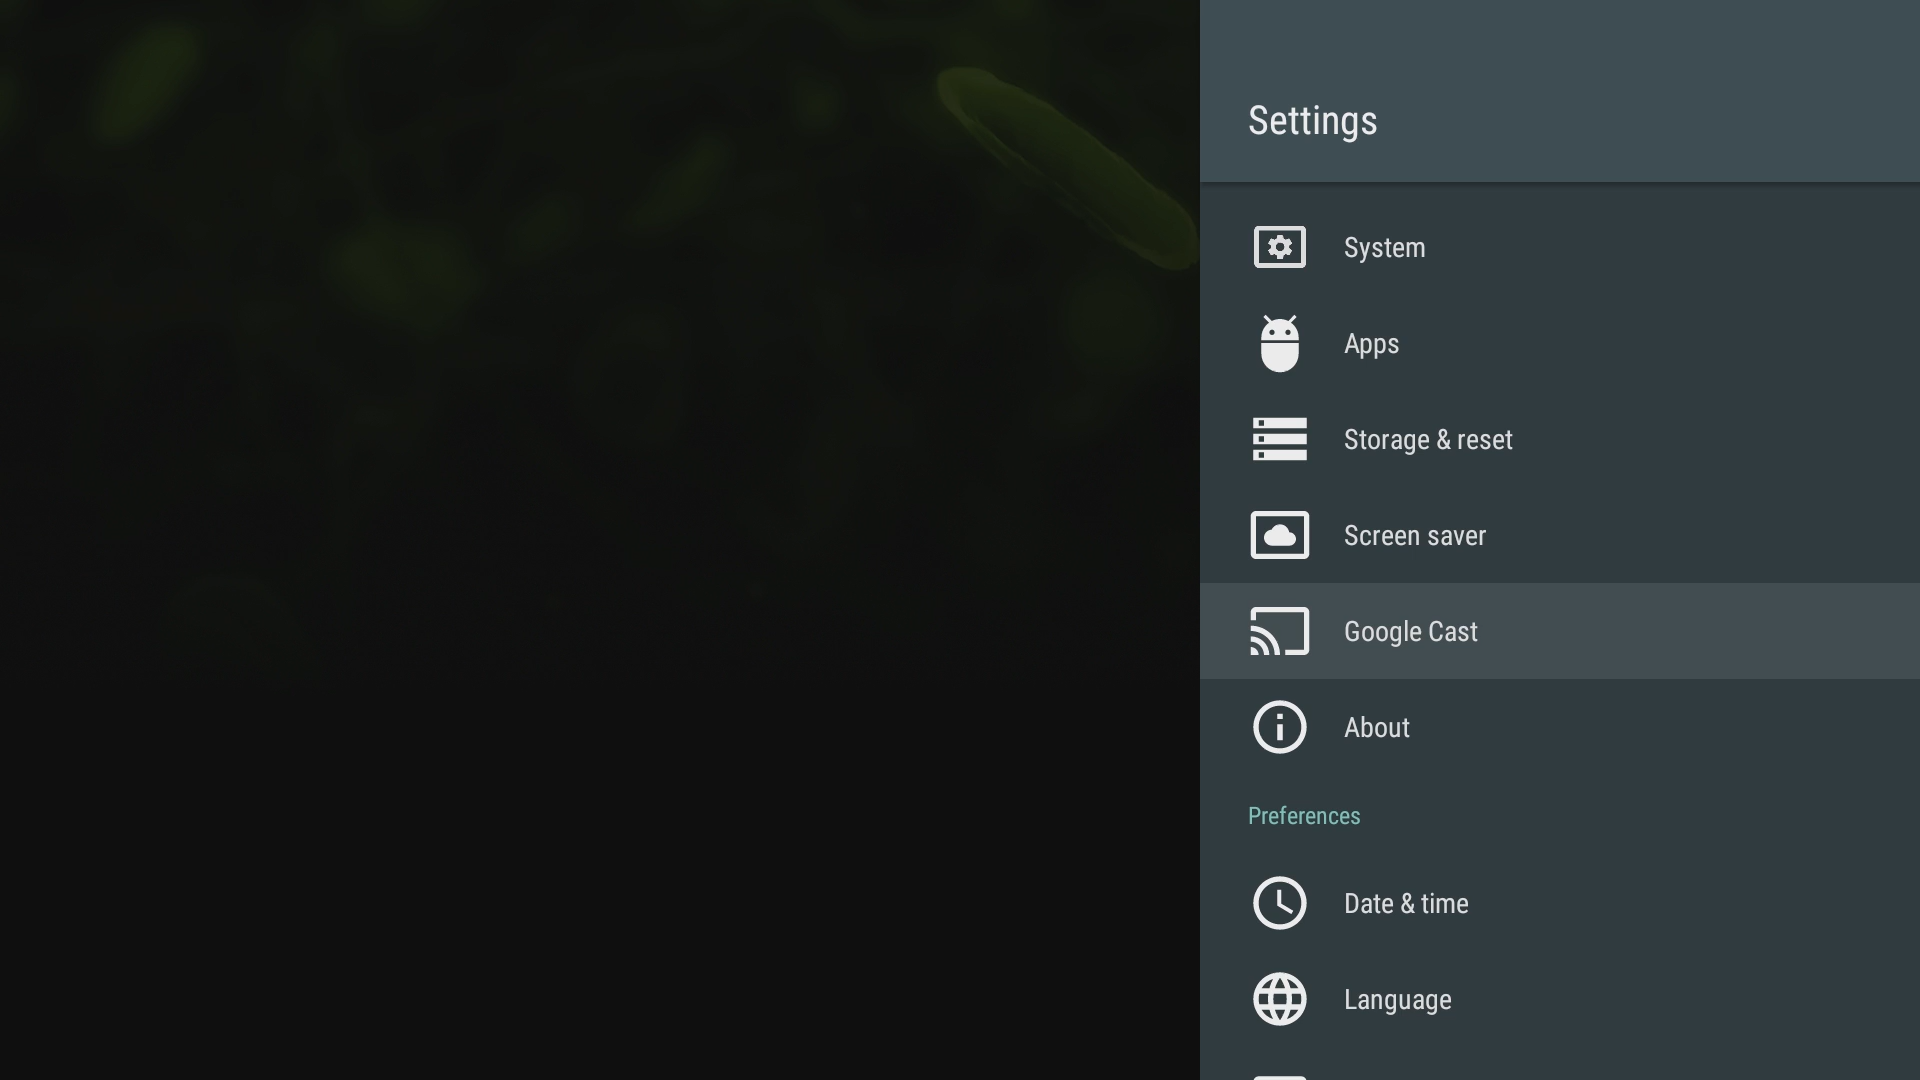 Settings
System
Apps
Storage & reset
Screen saver
Google Cast
About
Preferences
Date & time
Language